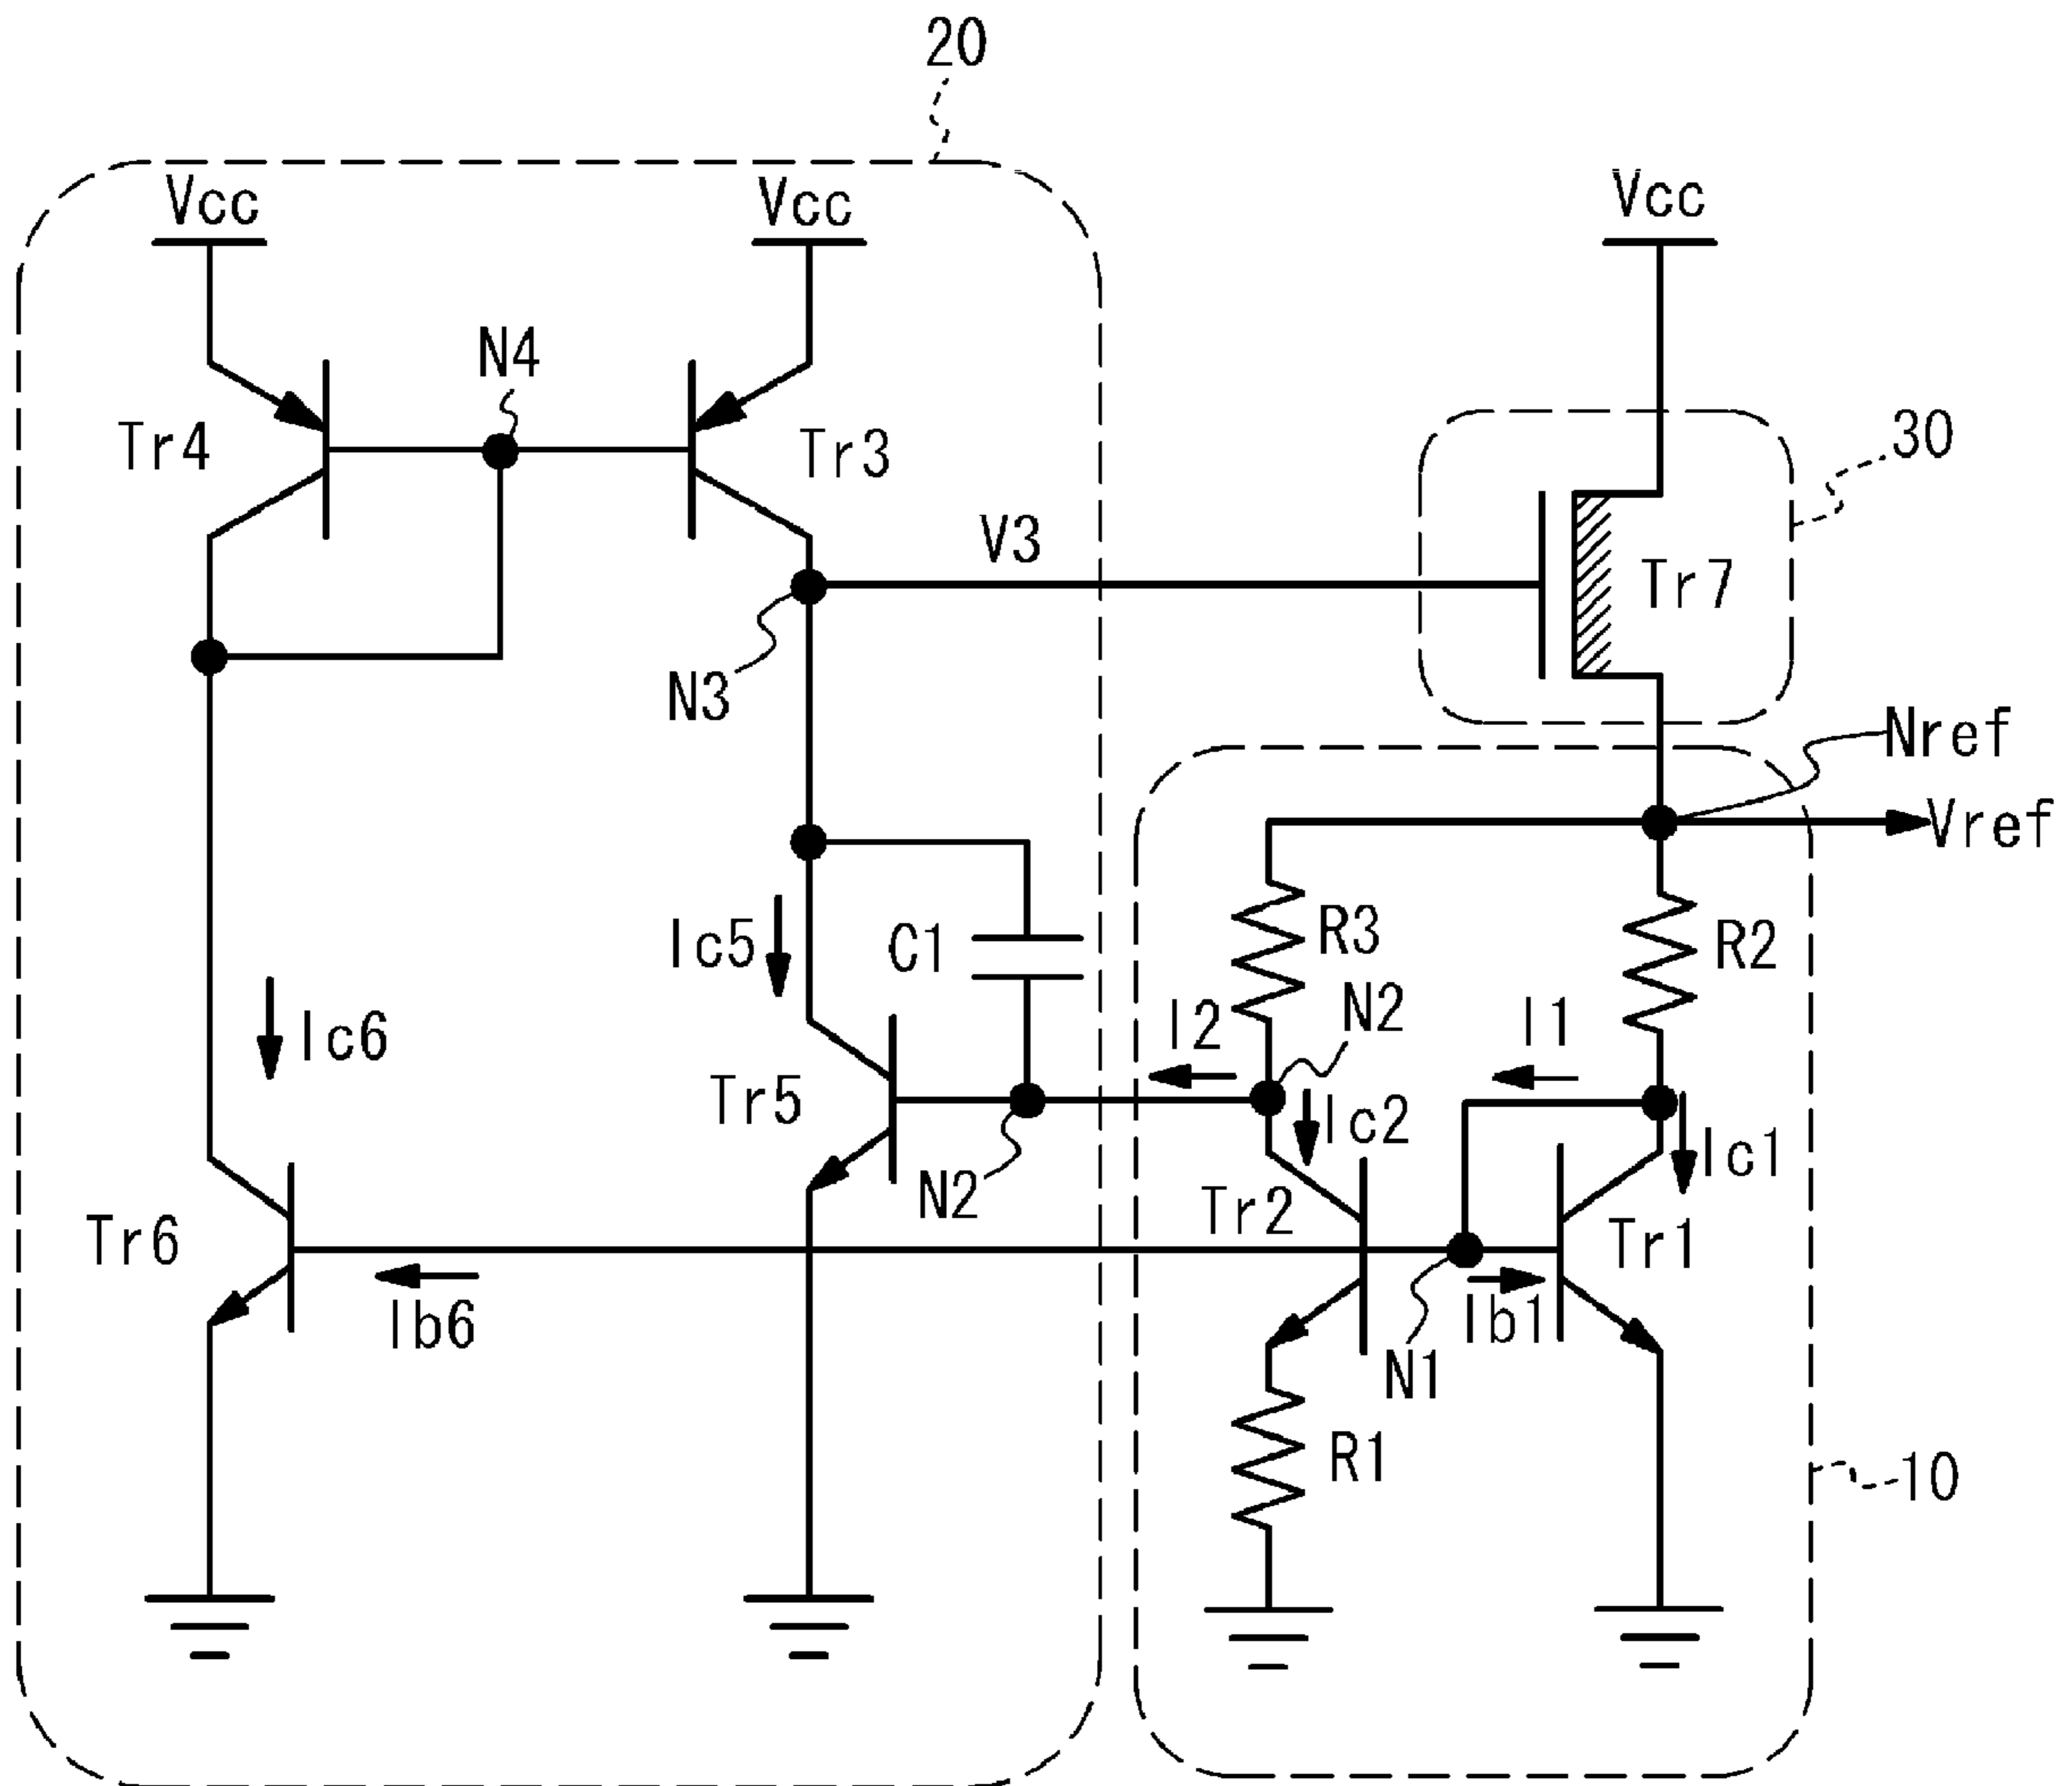 20
Vcc
Vcc
Vcc
N4
Tr4
Tr3
30
V3
Tr7
N3
Nref
Vref
Ic5
C1
R3
R2
Ic6
I2
N2
I1
Tr5
Ic2
Ic1
N2
Tr2
Tr6
Tr1
Ib6
Ib1
N1
R1
10